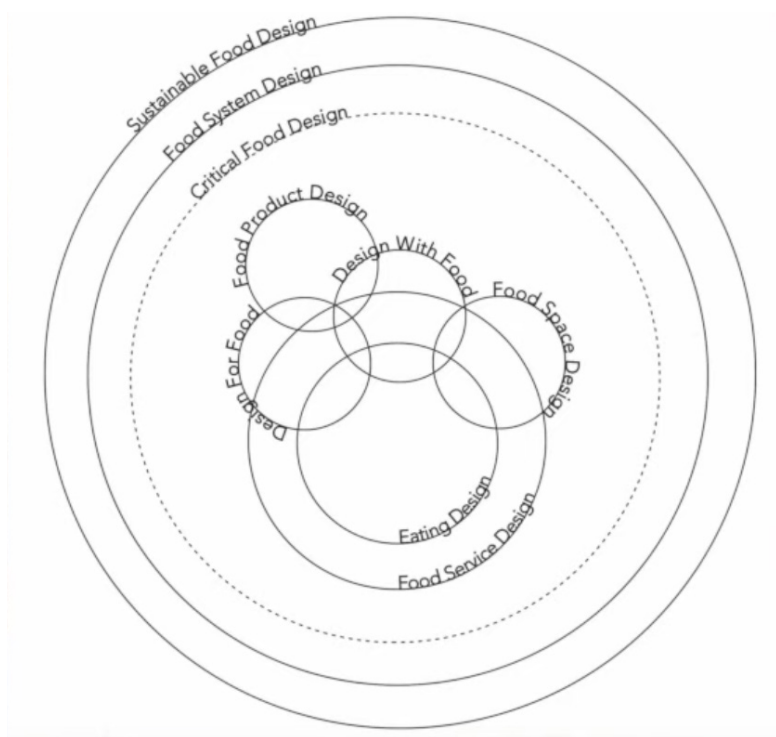 Sustainable Food Design
Food System Design
Critical Food Design
Food Product Design
Design With Food
Food Space Design
Design For Food
Eating Design
Food Service Design